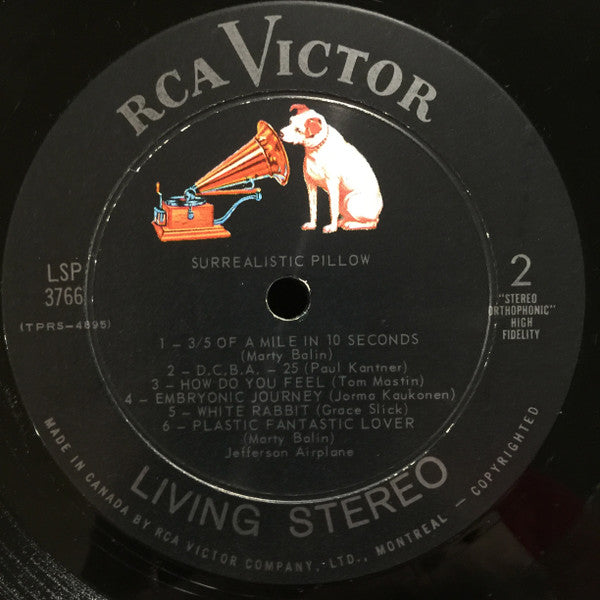 RCA VICTOR
SURREALISTIC PILLOW
LSP
3766
(TPRS-4895)
2
"STEREO
ORTHOPHONIC"
HIGH
FIDELITY
1 – 3/5 OF A MILE IN 10 SECONDS
(Marty Balin)
2 – D.C.B.A. – 25 (Paul Kantner)
3 – HOW DO YOU FEEL (Tom Mastin)
4 – EMBRYONIC JOURNEY (Jorma Kaukonen)
5 – WHITE RABBIT (Grace Slick)
6 – PLASTIC FANTASTIC LOVER
(Marty Balin)
Jefferson Airplane
LIVING STEREO
MADE IN CANADA BY RCA VICTOR COMPANY, LTD., MONTREAL – COPYRIGHTED